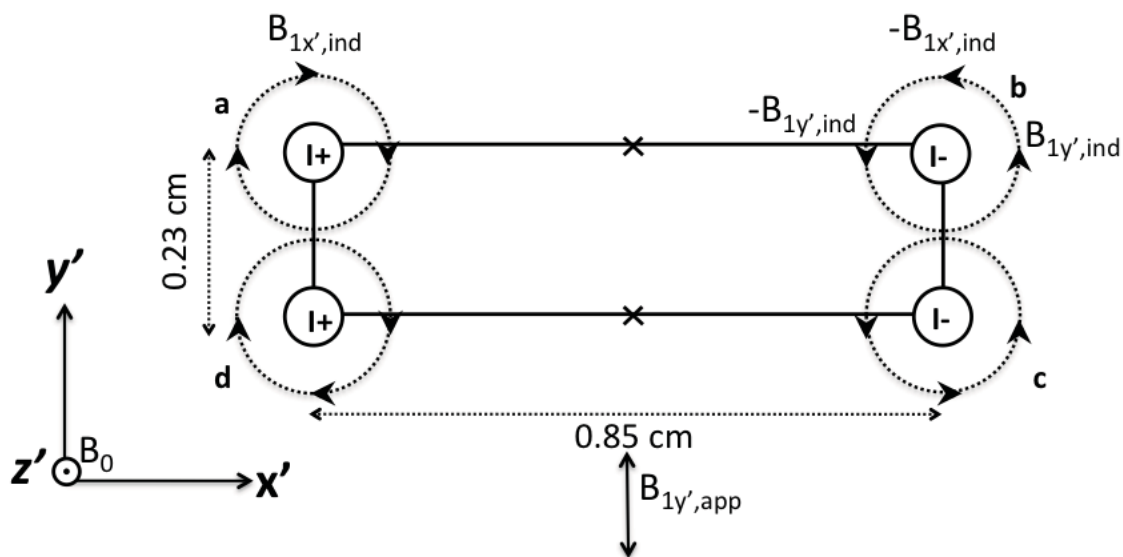 B1x',ind
-B1x',ind
a
b
-B1y',ind
B1y',ind
I+
I-
0.23 cm
y'
I+
I-
d
c
0.85 cm
z'
B0
x'
B1y',app